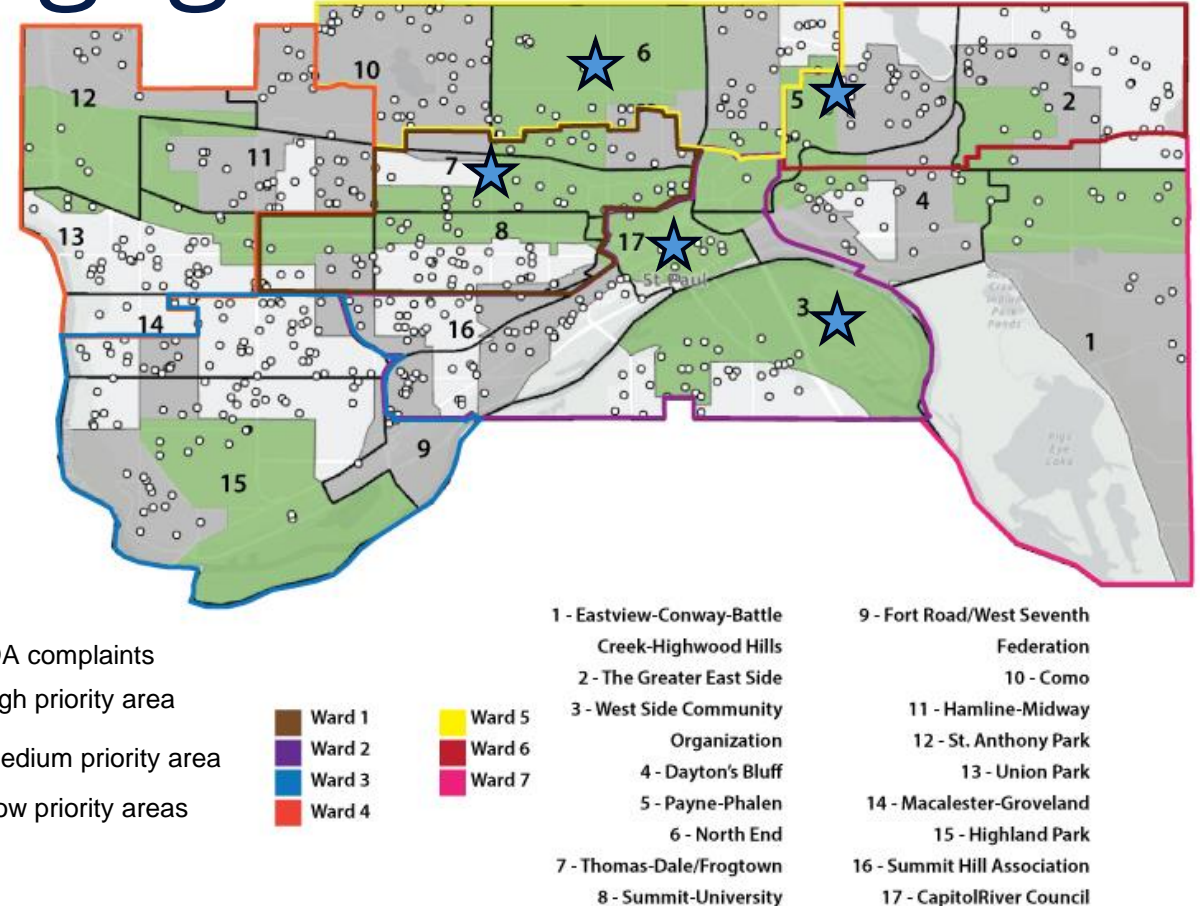 6
10
5
12
2
11
7
4
8
13
17
St Paul
3
14
16
1
9
15
1 - Eastview-Conway-Battle
Creek-Highwood Hills
2 - The Greater East Side
3 - West Side Community
Organization
4 - Dayton's Bluff
5 - Payne-Phalen
6 - North End
7 - Thomas-Dale/Frogtown
8 - Summit-University
9 - Fort Road/West Seventh
Federation
10 - Como
11 - Hamline-Midway
12 - St. Anthony Park
13 - Union Park
14 - Macalester-Groveland
15 - Highland Park
16 - Summit Hill Association
17 - CapitolRiver Council
complaints
priority area
priority area
priority areas
Ward 1
Ward 2
Ward 3
Ward 4
Ward 5
Ward 6
Ward 7
Pigs
Eye
Lake